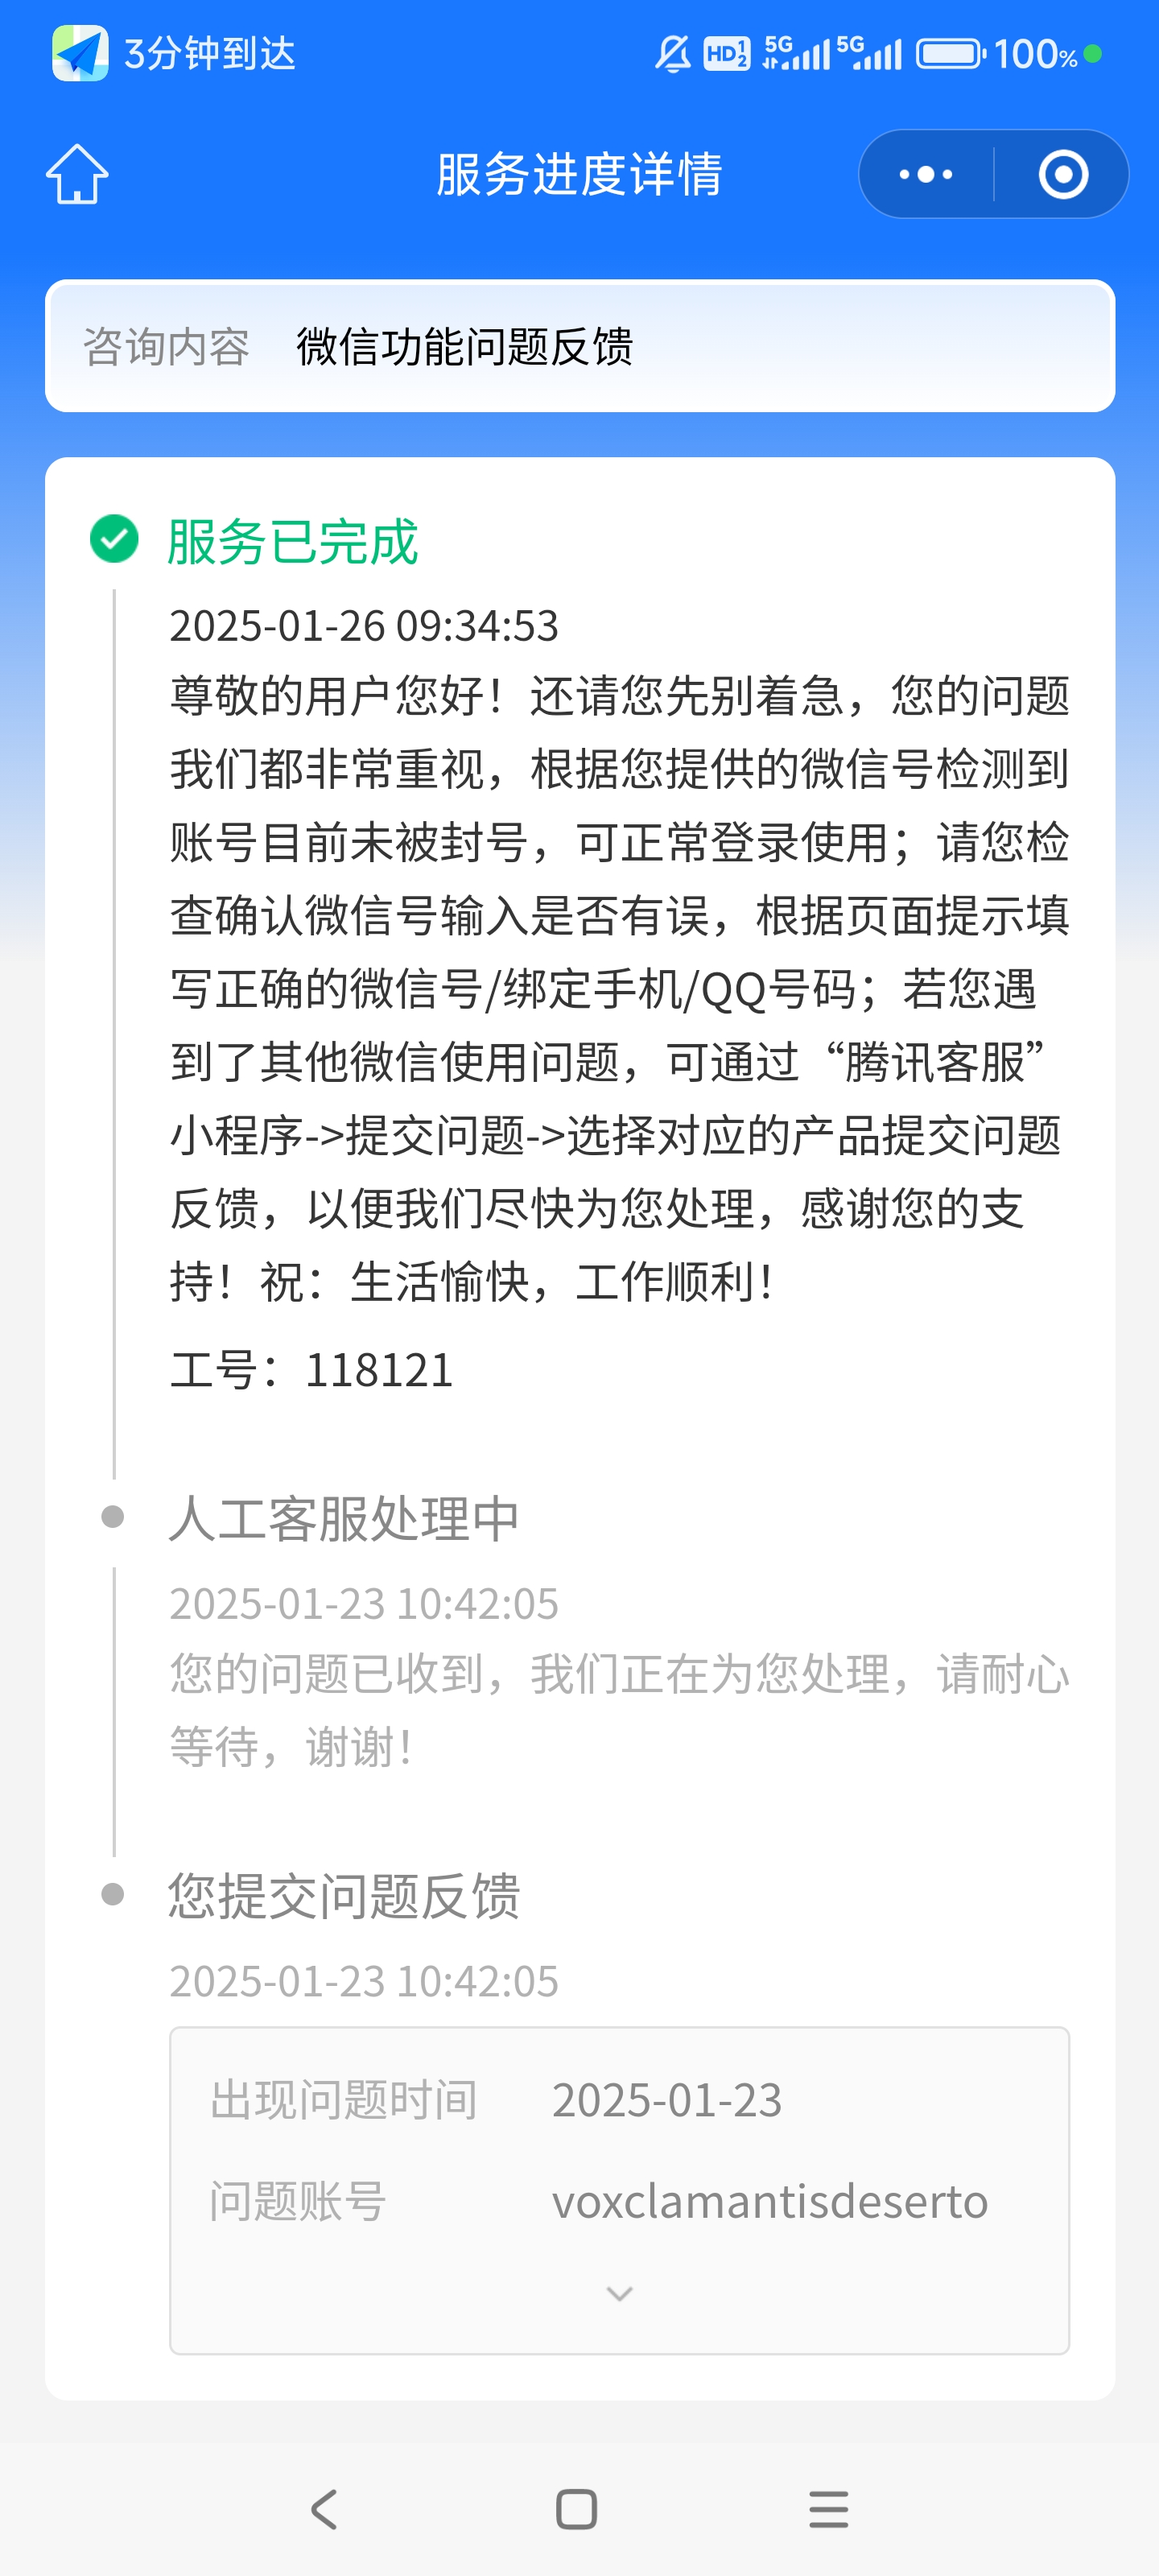 3分钟到达
HD 1 2 5G 5G 100%
服务进度详情
咨询内容 微信功能问题反馈
服务已完成
2025-01-26 09:34:53
尊敬的用户您好！还请您先别着急，您的问题
我们都非常重视，根据您提供的微信号检测到
账号目前未被封号，可正常登录使用；请您检
查确认微信号输入是否有误，根据页面提示填
写正确的微信号/绑定手机/QQ号码；若您遇
到了其他微信使用问题，可通过“腾讯客服”
小程序->提交问题->选择对应的产品提交问题
反馈，以便我们尽快为您处理，感谢您的支
持！祝：生活愉快，工作顺利！
工号：118121
人工客服处理中
2025-01-23 10:42:05
您的问题已收到，我们正在为您处理，请耐心
等待，谢谢！
您提交问题反馈
2025-01-23 10:42:05
出现问题时间 2025-01-23
问题账号 voxclamantisdeserto